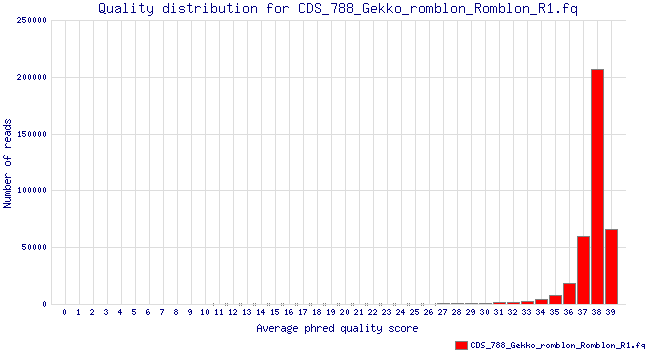 Quality distribution for CDS_788_Gekko_romblon_Romblon_R1.fq
250000
200000
150000
100000
50000
0
Number of reads
0 1 2 3 4 5 6 7 8 9 10 11 12 13 14 15 16 17 18 19 20 21 22 23 24 25 26 27 28 29 30 31 32 33 34 35 36 37 38 39
Average phred quality score
CDS_788_Gekko_romblon_Romblon_R1.fq